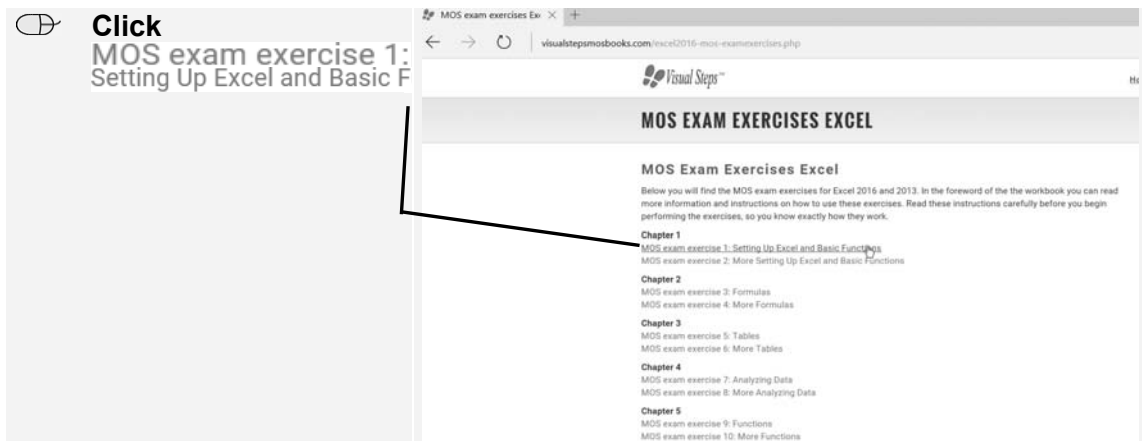 Click
MOS exam exercise 1:
Setting Up Excel and Basic F
MOS exam exercises Ex
visualstepsmosbooks.com/excel2016-mos-examexercises.php
Visual Steps™
MOS EXAM EXERCISES EXCEL
MOS Exam Exercises Excel
Below you will find the MOS exam exercises for Excel 2016 and 2013. In the foreword of the the workbook you can read
more information and instructions on how to use these exercises. Read these instructions carefully before you begin
performing the exercises, so you know exactly how they work.
Chapter 1
MOS exam exercise 1: Setting Up Excel and Basic Functions
MOS exam exercise 2: More Setting Up Excel and Basic Functions
Chapter 2
MOS exam exercise 3: Formulas
MOS exam exercise 4: More Formulas
Chapter 3
MOS exam exercise 5: Tables
MOS exam exercise 6: More Tables
Chapter 4
MOS exam exercise 7: Analyzing Data
MOS exam exercise 8: More Analyzing Data
Chapter 5
MOS exam exercise 9: Functions
MOS exam exercise 10: More Functions